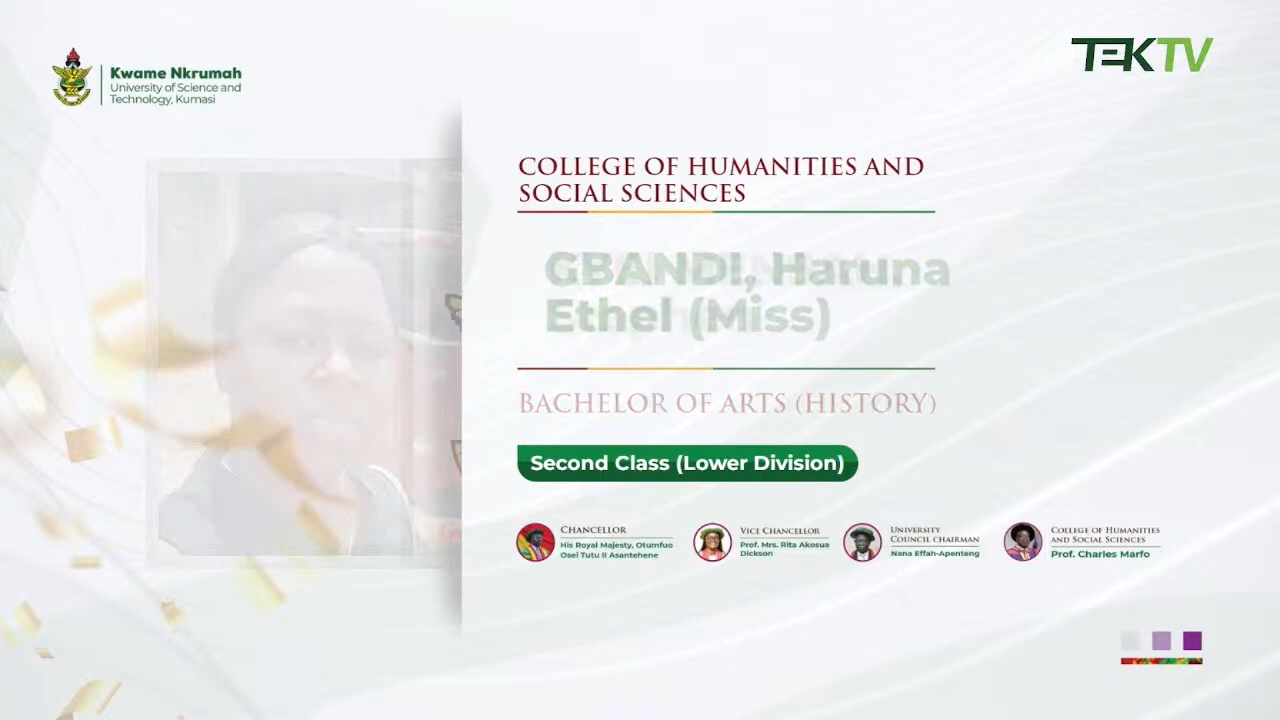 TEKTV
Kwame Nkrumah
University of Science and
Technology, Kumasi
COLLEGE OF HUMANITIES AND
SOCIAL SCIENCES
GBANDI, Haruna
Ethel (Miss)
BACHELOR OF ARTS (HISTORY)
Second Class (Lower Division)
CHANCELLOR
His Royal Majesty, Otumfuo
Osei Tutu II Asantehene
VICE CHANCELLOR
Prof. Mrs. Rita Akosua
Dickson
UNIVERSITY
COUNCIL CHAIRMAN
Nana Effah-Apenteng
COLLEGE OF HUMANITIES
AND SOCIAL SCIENCES
Prof. Charles Marfo